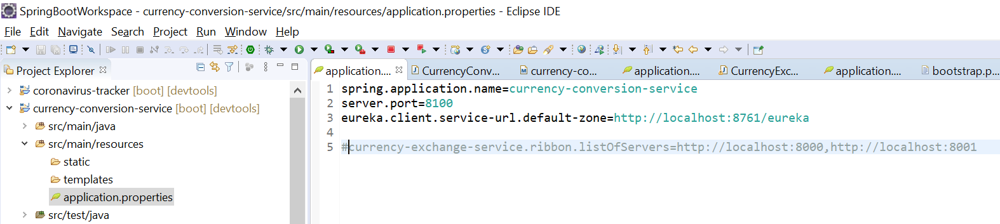 SpringBootWorkspace - currency-conversion-service/src/main/resources/application.properties - Eclipse IDE
File Edit Navigate Search Project Run Window Help
Project Explorer
application.... CurrencyConv... currency-co... application.... CurrencyExc... application.... bootstrap.p...
coronavirus-tracker [boot] [devtools]
currency-conversion-service [boot] [devtools]
src/main/java
src/main/resources
static
templates
application.properties
src/test/java
1 spring.application.name=currency-conversion-service
2 server.port=8100
3 eureka.client.service-url.default-zone=http://localhost:8761/eureka
4
5 #currency-exchange-service.ribbon.listOfServers=http://localhost:8000,http://localhost:8001